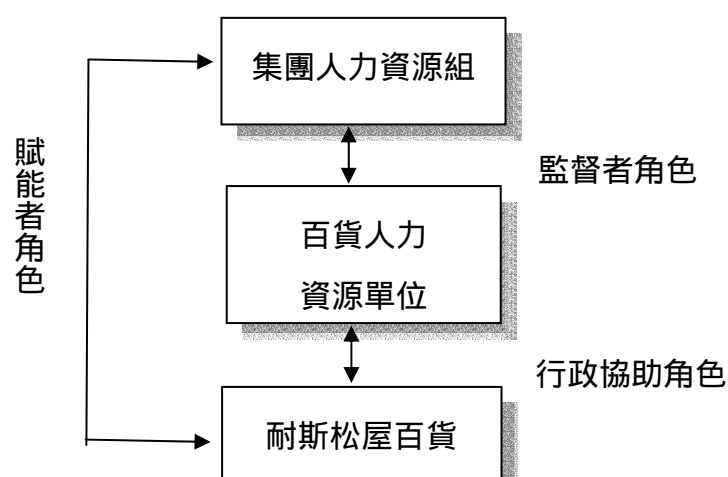 集團人力資源組
監督者角色
賦能者角色
百貨人力
資源單位
行政協助角色
耐斯松屋百貨